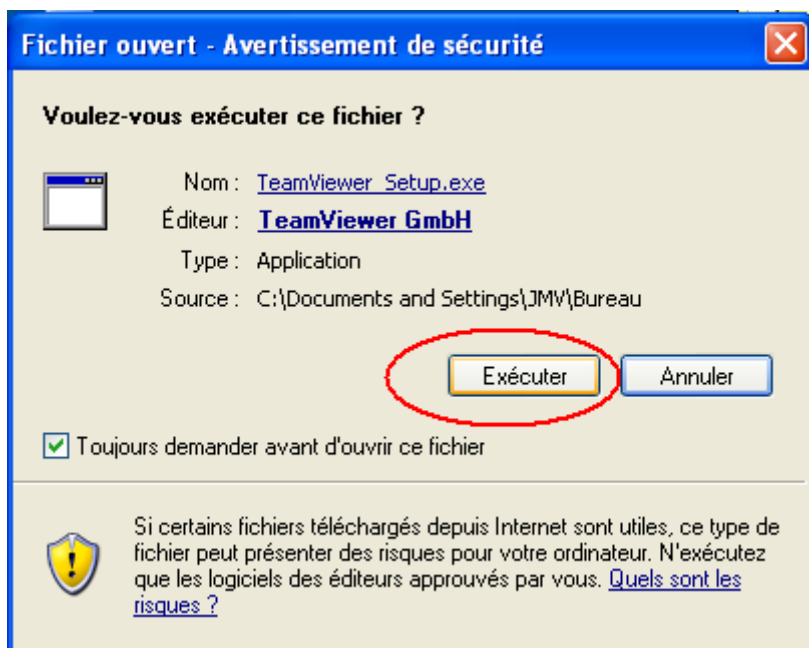 Fichier ouvert - Avertissement de sécurité
Voulez-vous exécuter ce fichier ?
Nom : TeamViewer_Setup.exe
Éditeur : TeamViewer GmbH
Type : Application
Source : C:\Documents and Settings\JMV\Bureau
Exécuter Annuler
Toujours demander avant d'ouvrir ce fichier
Si certains fichiers téléchargés depuis Internet sont utiles, ce type de
fichier peut présenter des risques pour votre ordinateur. N'exécutez
que les logiciels des éditeurs approuvés par vous. Quels sont les
risques ?